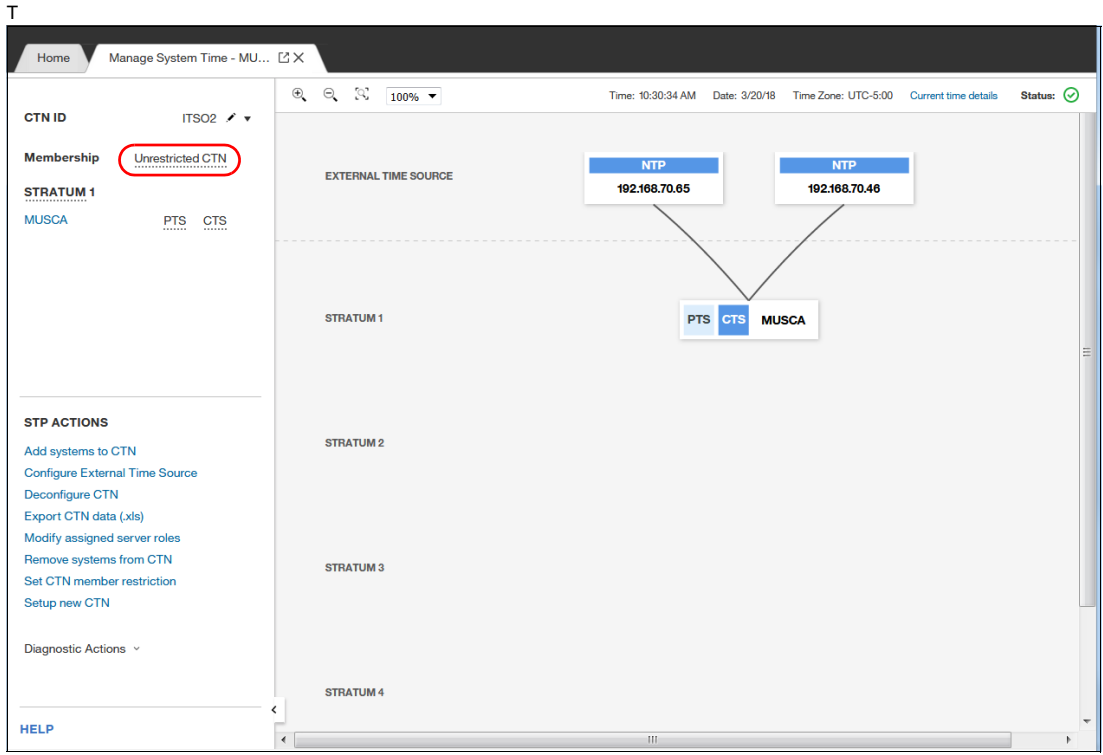 T
Home Manage System Time - MU...
100% Time: 10:30:34 AM Date: 3/20/18 Time Zone: UTC-5:00 Current time details Status:
CTN ID ITSO2
Membership Unrestricted CTN
STRATUM 1
MUSCA PTS CTS
STP ACTIONS
Add systems to CTN
Configure External Time Source
Deconfigure CTN
Export CTN data (.xls)
Modify assigned server roles
Remove systems from CTN
Set CTN member restriction
Setup new CTN
Diagnostic Actions
HELP
EXTERNAL TIME SOURCE
NTP
192.168.70.65
NTP
192.168.70.46
STRATUM 1
PTS CTS MUSCA
STRATUM 2
STRATUM 3
STRATUM 4